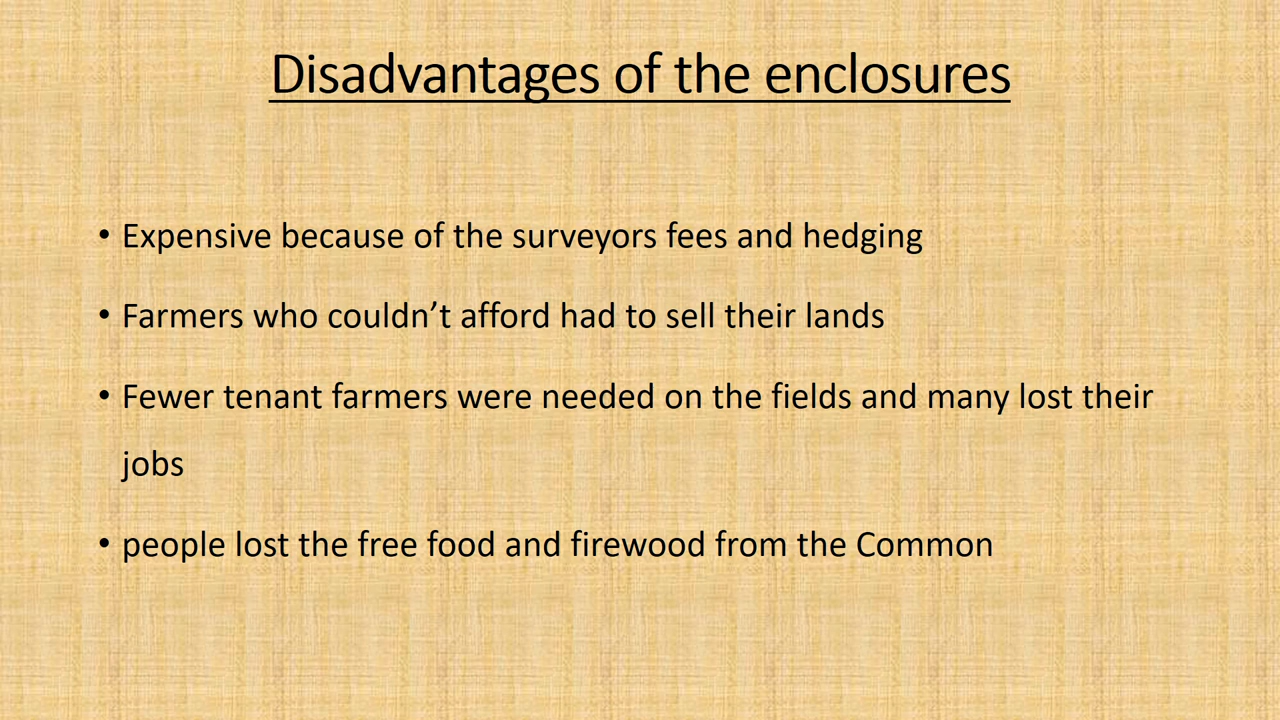 Disadvantages of the enclosures
• Expensive because of the surveyors fees and hedging
• Farmers who couldn’t afford had to sell their lands
• Fewer tenant farmers were needed on the fields and many lost their
jobs
• people lost the free food and firewood from the Common